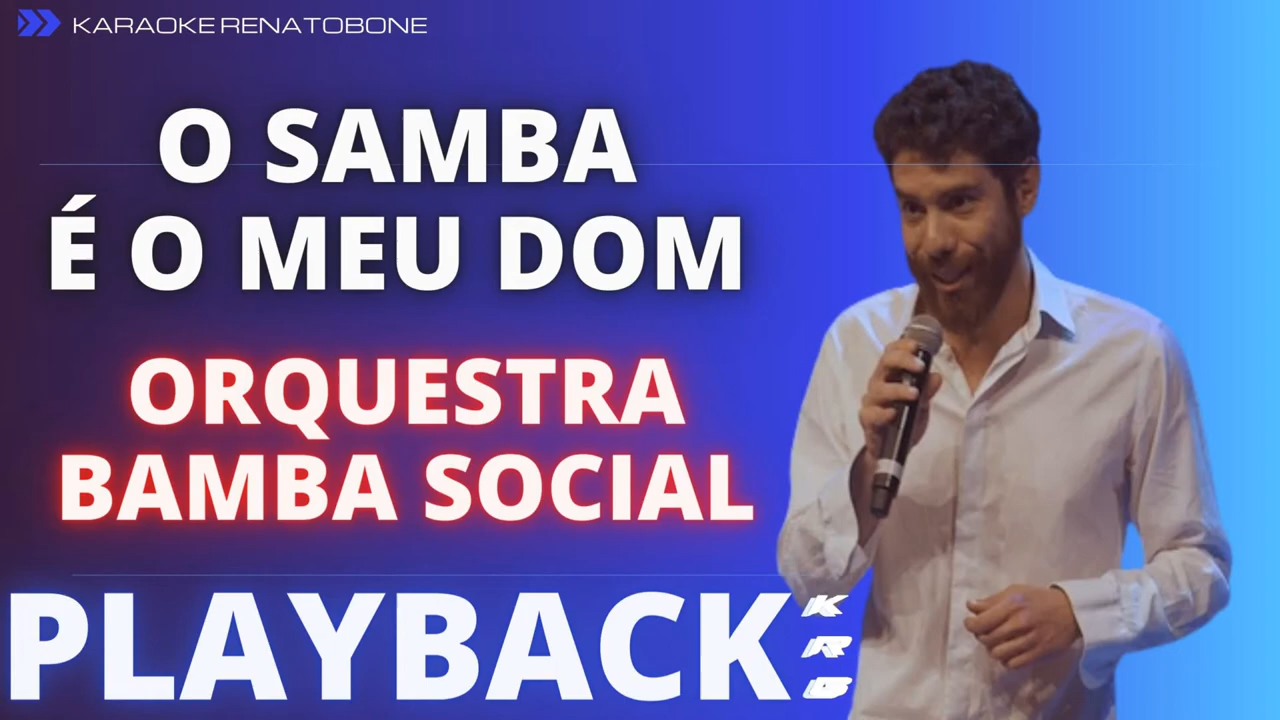 KARAOKE RENATOBONE
O SAMBA
É O MEU DOM
ORQUESTRA
BAMBA SOCIAL
PLAYBACK
K
R
B